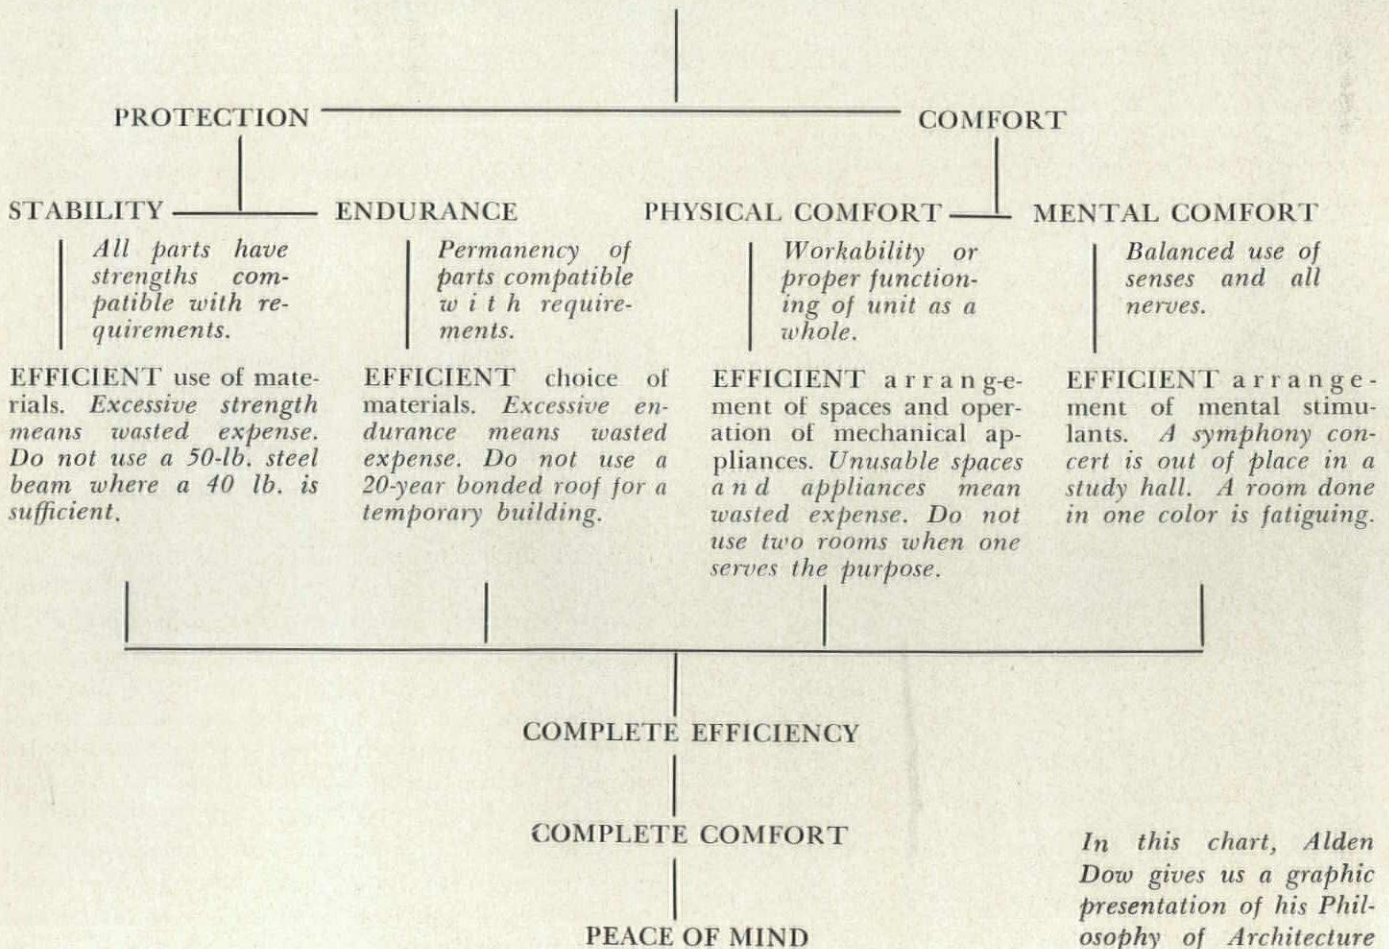 PROTECTION COMFORT
STABILITY ENDURANCE PHYSICAL COMFORT MENTAL COMFORT
All parts have
strengths com-
patible with re-
quirements.
Permanency of
parts compatible
with require-
ments.
Workability or
proper function-
ing of unit as a
whole.
Balanced use of
senses and all
nerves.
EFFICIENT use of mate-
rials. Excessive strength
means wasted expense.
Do not use a 50-lb. steel
beam where a 40 lb. is
sufficient.
EFFICIENT choice of
materials. Excessive en-
durance means wasted
expense. Do not use a
20-year bonded roof for a
temporary building.
EFFICIENT arrang-e-
ment of spaces and oper-
ation of mechanical ap-
pliances. Unusable spaces
and appliances mean
wasted expense. Do not
use two rooms when one
serves the purpose.
EFFICIENT arrange-
ment of mental stimu-
lants. A symphony con-
cert is out of place in a
study hall. A room done
in one color is fatiguing.
COMPLETE EFFICIENCY
COMPLETE COMFORT
PEACE OF MIND
In this chart, Alden
Dow gives us a graphic
presentation of his Phil-
osophy of Architecture